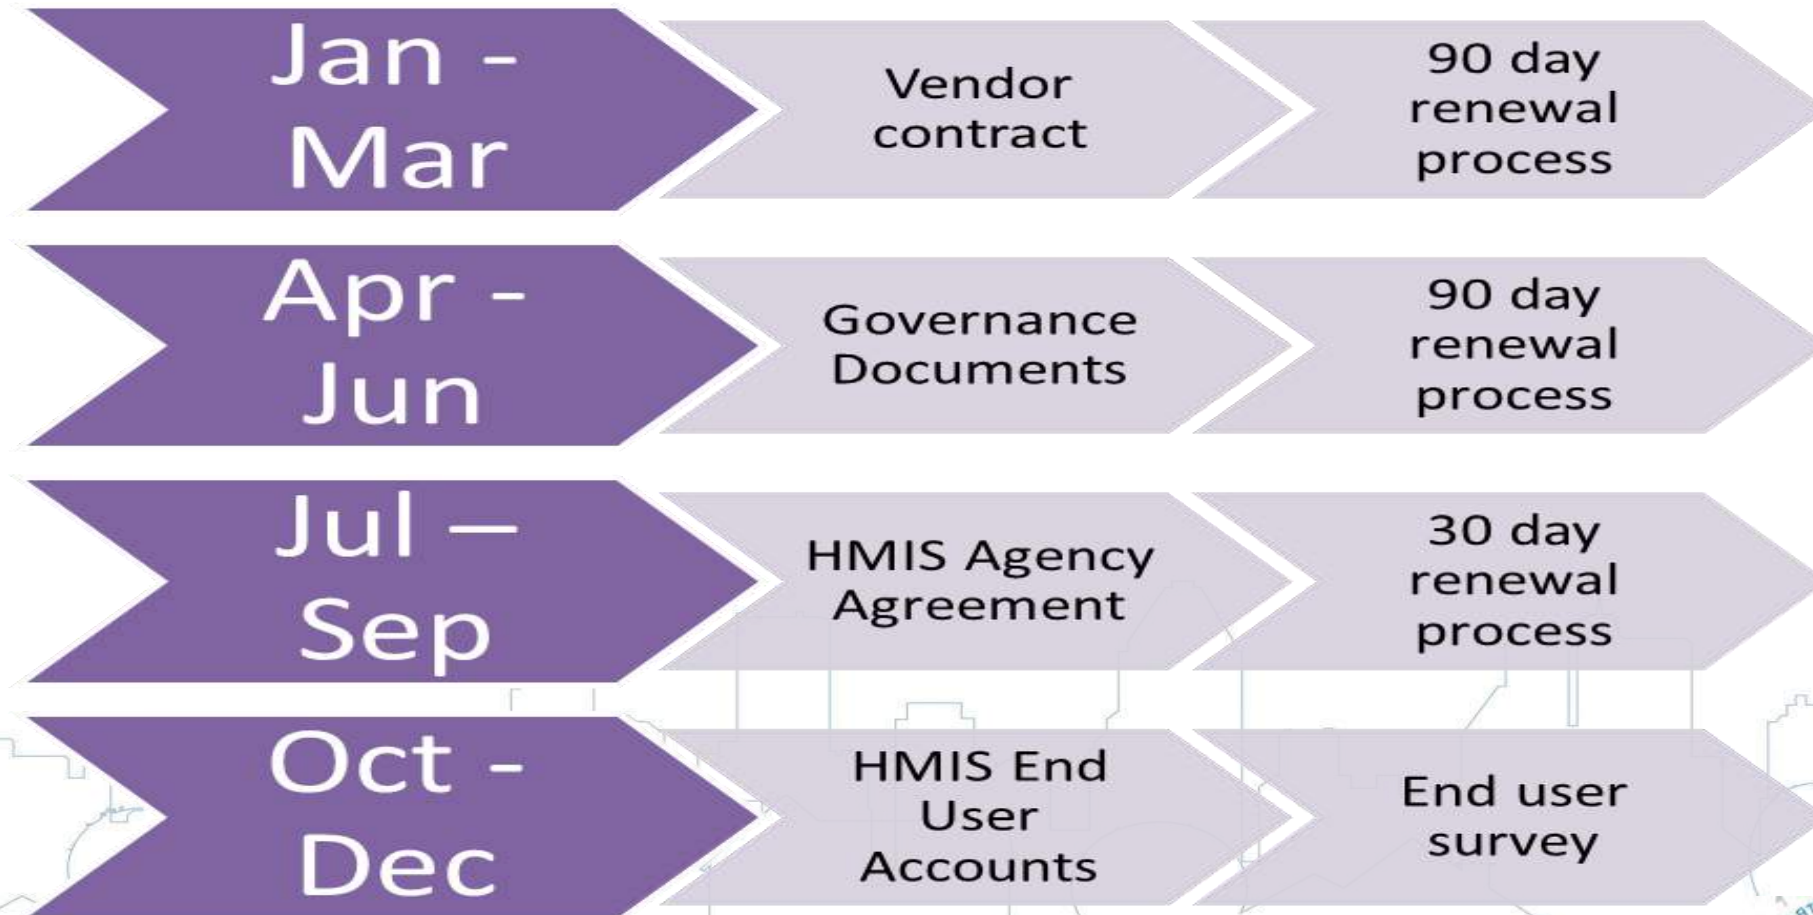 Jan -
Mar
Vendor
contract
90 day
renewal
process
Apr -
Jun
Governance
Documents
90 day
renewal
process
Jul –
Sep
HMIS Agency
Agreement
30 day
renewal
process
Oct -
Dec
HMIS End
User
Accounts
End user
survey